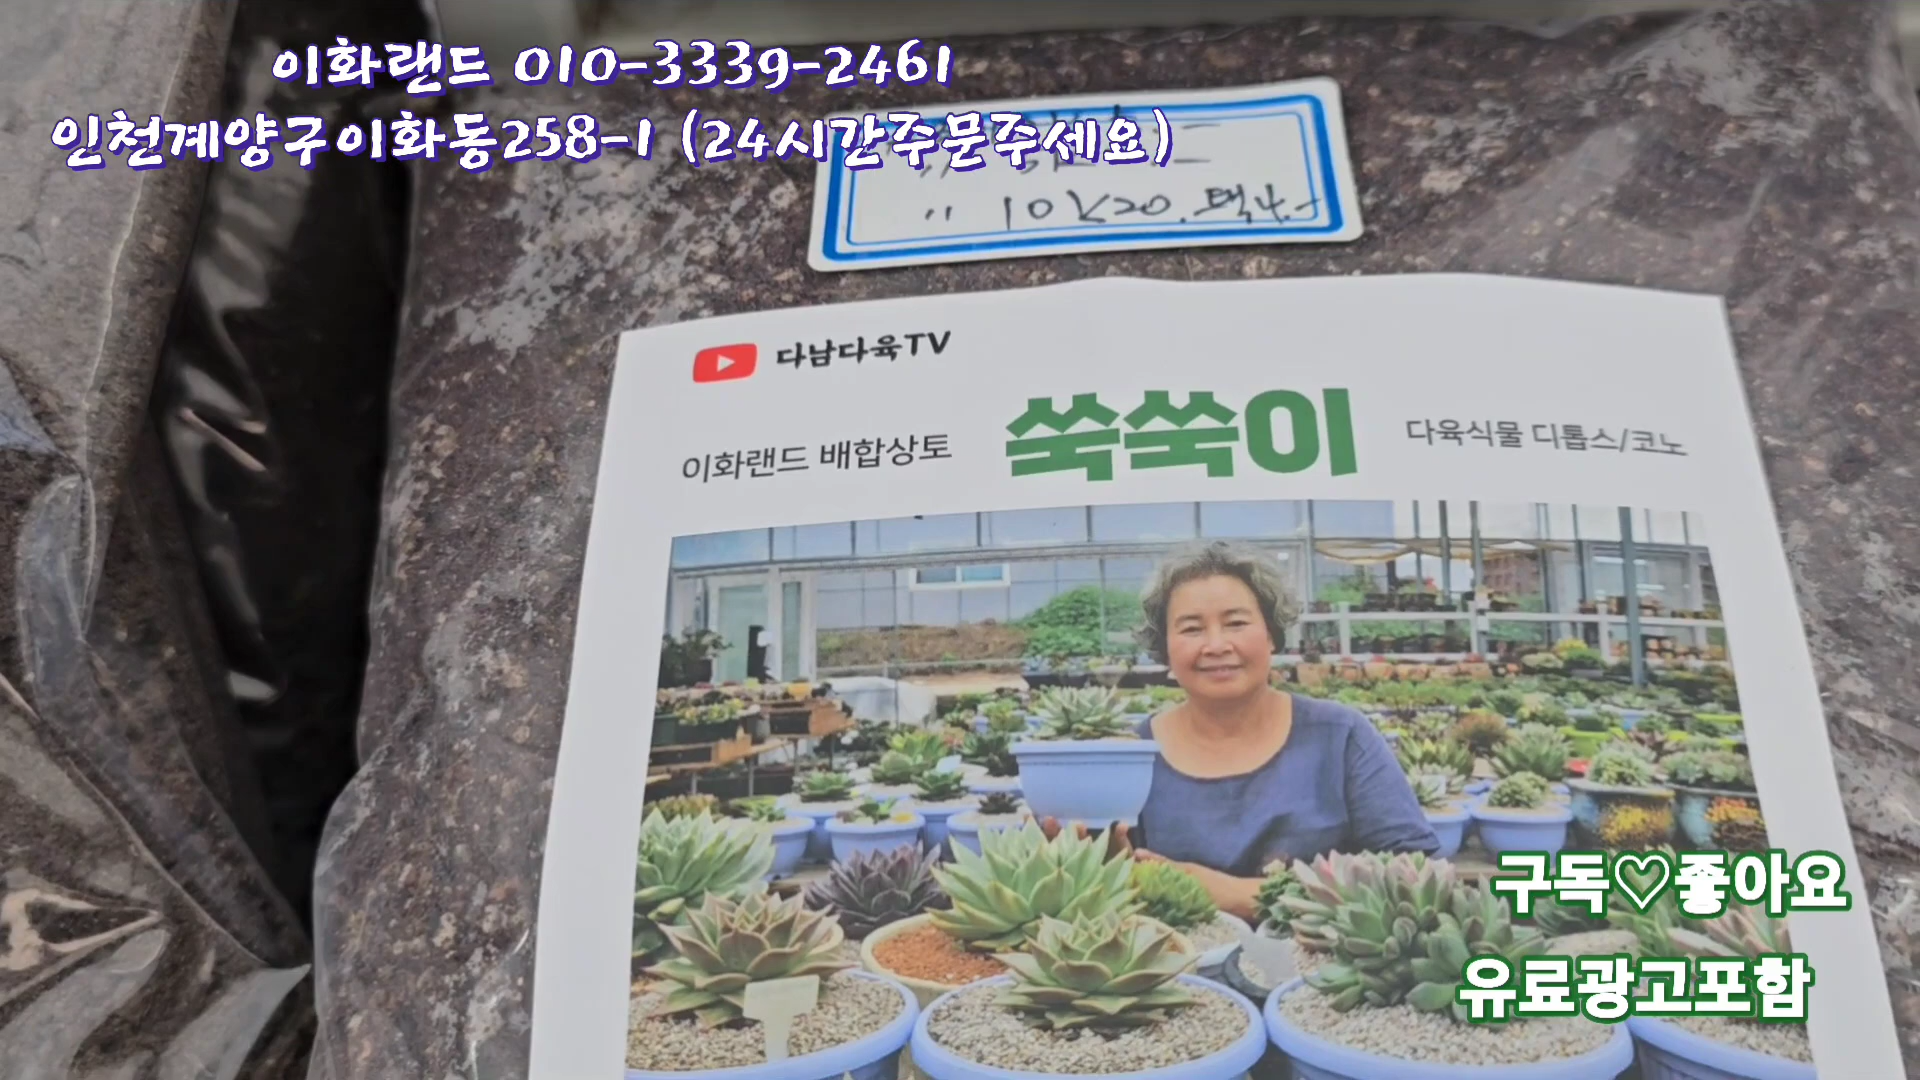 이화랜드 010-3339-2461
인천계양구이화동258-1 (24시간주문주세요)
〃 10K20.택4.-
다남다육TV
이화랜드 배합상토 쑥쑥이 다육식물 디톱스/코노
구독♡좋아요
유료광고포함